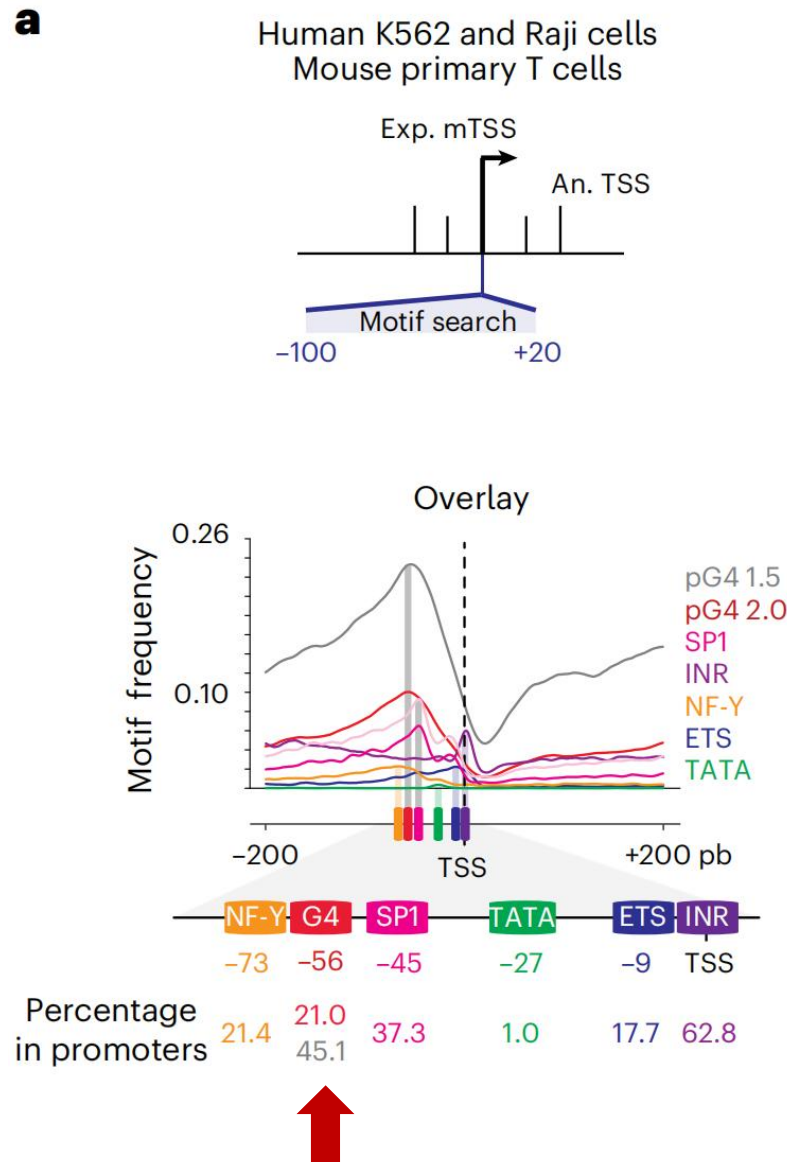 a
Human K562 and Raji cells
Mouse primary T cells
Exp. mTSS
An. TSS
Motif search
–100
+20
Overlay
0.26
0.10
Motif frequency
pG4 1.5
pG4 2.0
SP1
INR
NF-Y
ETS
TATA
–200
TSS
+200 pb
NF-Y G4 SP1 TATA ETS INR
–73 –56 –45 –27 –9 TSS
Percentage
in promoters
21.4 21.0 37.3 1.0 17.7 62.8
45.1